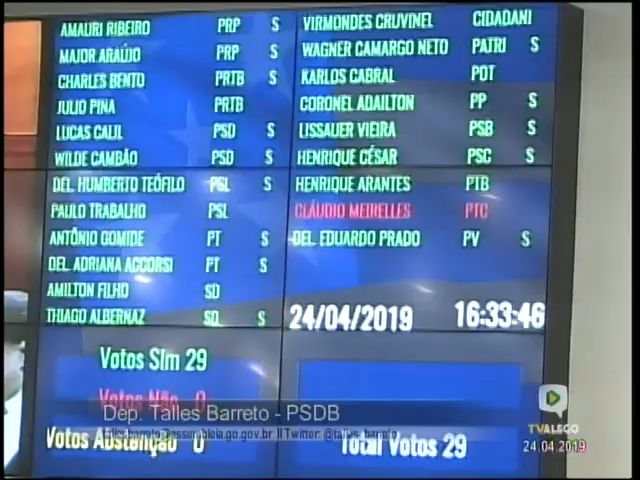 AMAURI RIBEIRO PRP S
MAJOR ARAÚJO PRP S
CHARLES BENTO PRTB S
JULIO PINA PRTB
LUCAS CALIL PSD S
WILDE CAMBÃO PSD S
DEL. HUMBERTO TEÓFILO PSL S
PAULO TRABALHO PSL
ANTÔNIO GOMIDE PT S
DEL. ADRIANA ACCORSI PT S
AMILTON FILHO SD
THIAGO ALBERNAZ SD S
VIRMONDES CRUVINEL CIDADANI
WAGNER CAMARGO NETO PATRI S
KARLOS CABRAL PDT
CORONEL ADAILTON PP S
LISSAUER VIEIRA PSB S
HENRIQUE CÉSAR PSC S
HENRIQUE ARANTES PTB
CLÁUDIO MEIRELLES PTC
DEL. EDUARDO PRADO PV S
24/04/2019 16:33:46
Votos Sim 29
Votos Não 0
Dep. Talles Barreto - PSDB
Votos Abstenção 0
Total Votos 29
TV ALEGO
24.04.2019